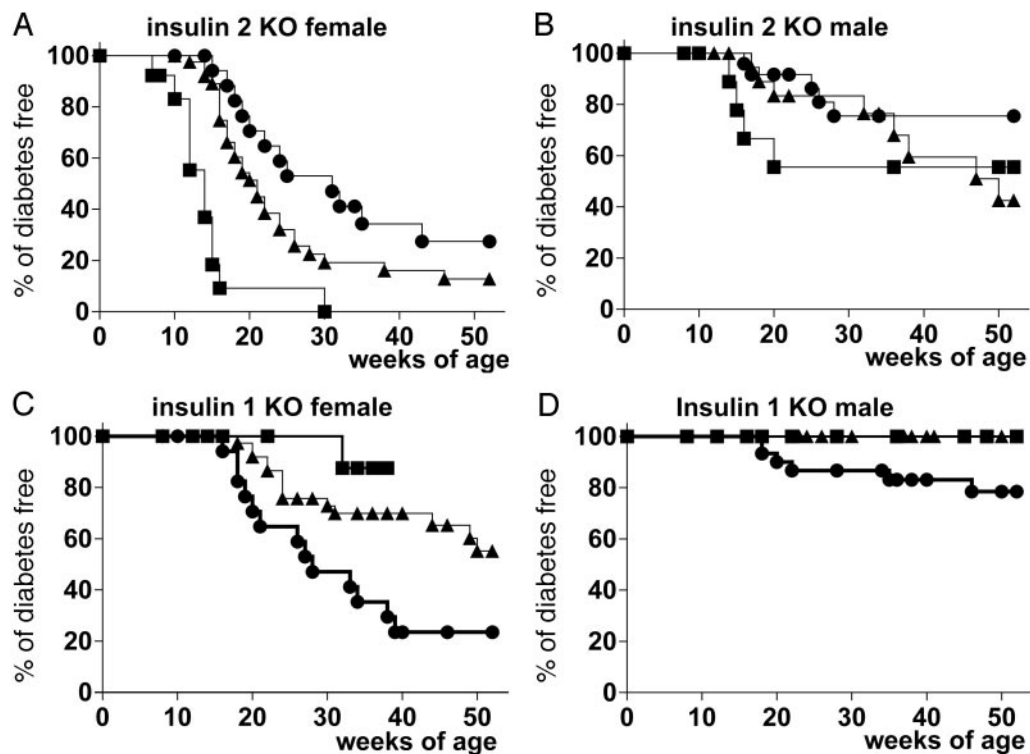 A
insulin 2 KO female
% of diabetes free
100
80
60
40
20
0
0 10 20 30 40 50
weeks of age
B
insulin 2 KO male
% of diabetes free
100
80
60
40
20
0
0 10 20 30 40 50
weeks of age
C
insulin 1 KO female
% of diabetes free
100
80
60
40
20
0
0 10 20 30 40 50
weeks of age
D
Insulin 1 KO male
% of diabetes free
100
80
60
40
20
0
0 10 20 30 40 50
weeks of age